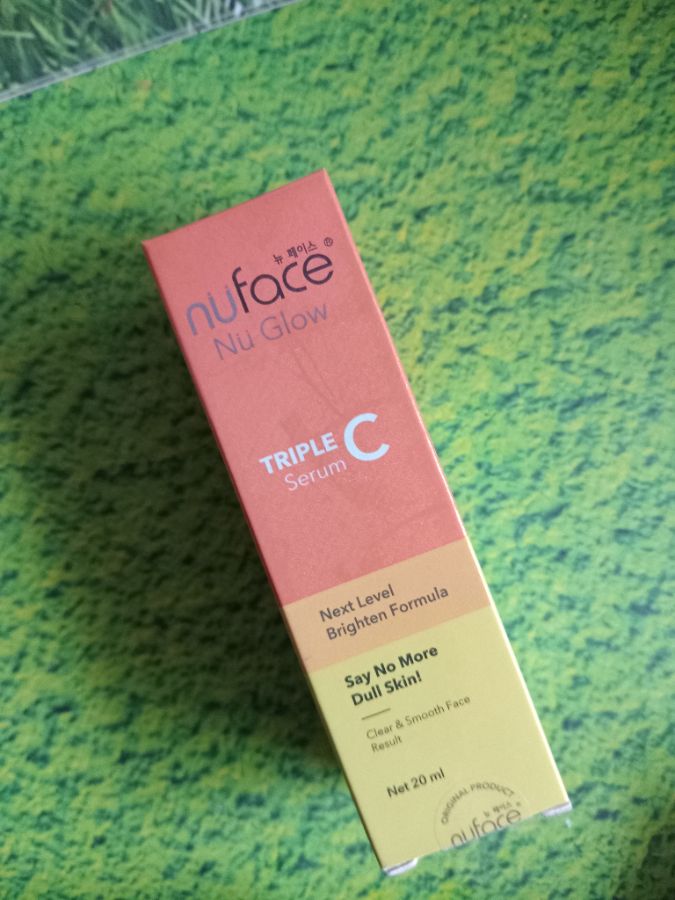 뉴 페이스 ®
nuface
Nu Glow
TRIPLE C
Serum
Next Level
Brighten Formula
Say No More
Dull Skin!
Clear & Smooth Face
Result
Net 20 ml
ORIGINAL PRODUCT
뉴 페이스 ®
nuface